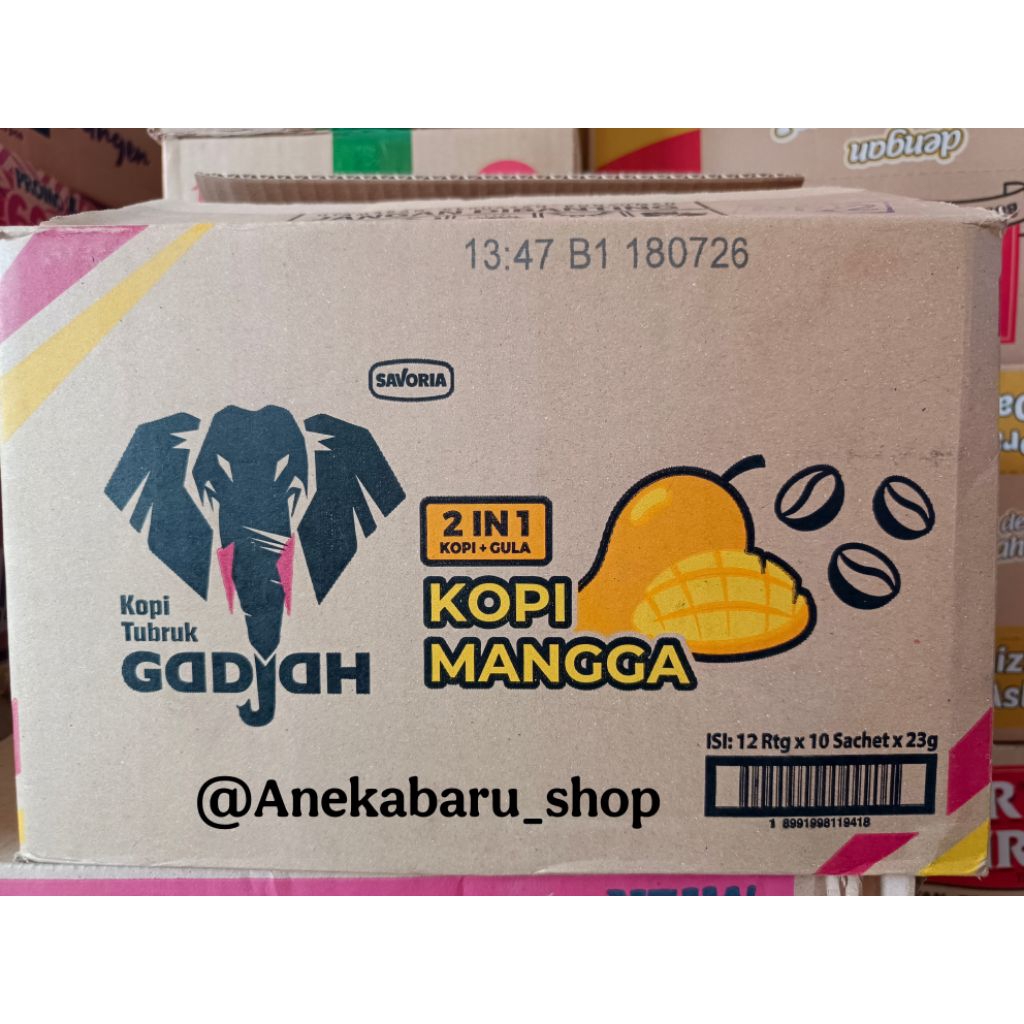 dengan
13:47 B1 180726
SAVORIA
2 IN 1
KOPI + GULA
KOPI
MANGGA
Kopi
Tubruk
GADJAH
ISI: 12 Rtg x 10 Sachet x 23g
1 8991998119418
@Anekabaru_shop